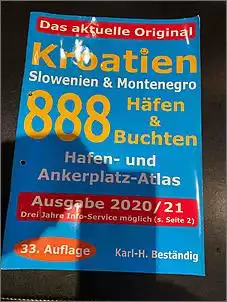 Das aktuelle Original
Kroatien
Slowenien & Montenegro
888 Häfen
&
Buchten
Hafen- und
Ankerplatz-Atlas
Ausgabe 2020/21
Drei Jahre Info-Service möglich (s. Seite 2)
33. Auflage
Karl-H. Beständig